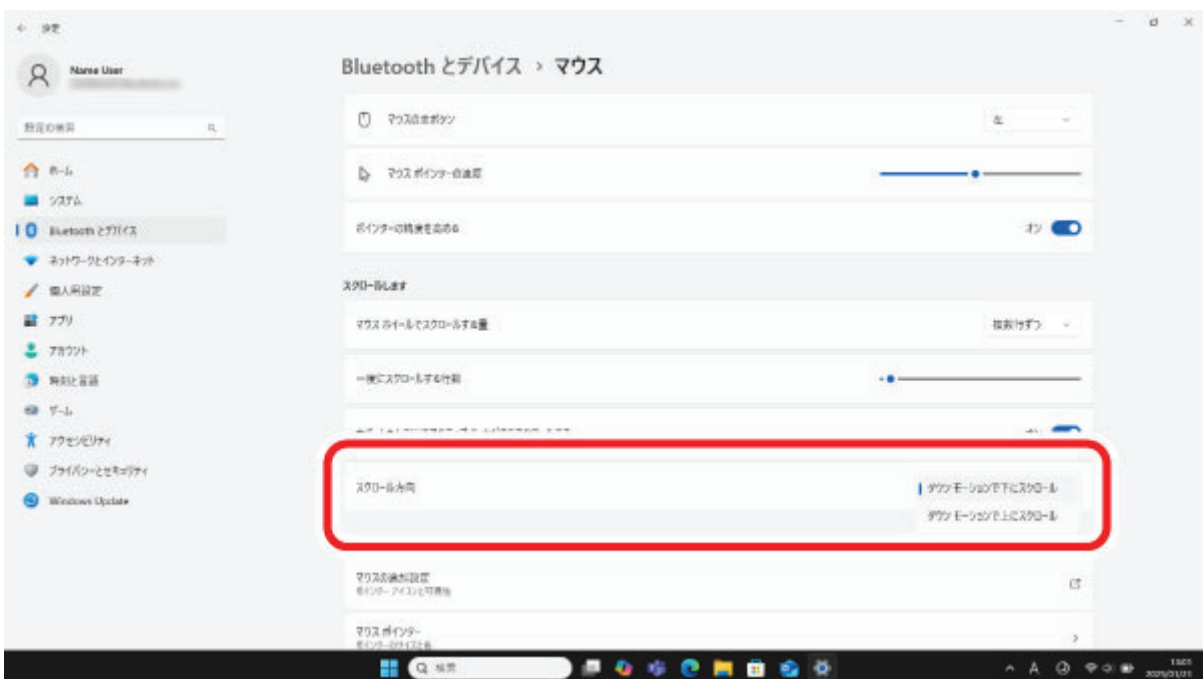 設定
Name User
設定の検索
ホーム
システム
Bluetooth とデバイス
ネットワークとインターネット
個人用設定
アプリ
アカウント
時刻と言語
ゲーム
アクセシビリティ
プライバシーとセキュリティ
Windows Update
Bluetooth とデバイス › マウス
マウスの主ボタン
左
マウス ポインターの速度
ポインターの精度を高める
オン
スクロールします
マウス ホイールでスクロールする量
複数行ずつ
一度にスクロールする行数
スクロール方向
ダウン モーションで下にスクロール
ダウン モーションで上にスクロール
マウスの追加設定
ポインター アイコンと可視性
マウス ポインター
ポインターのサイズと色
検索
A